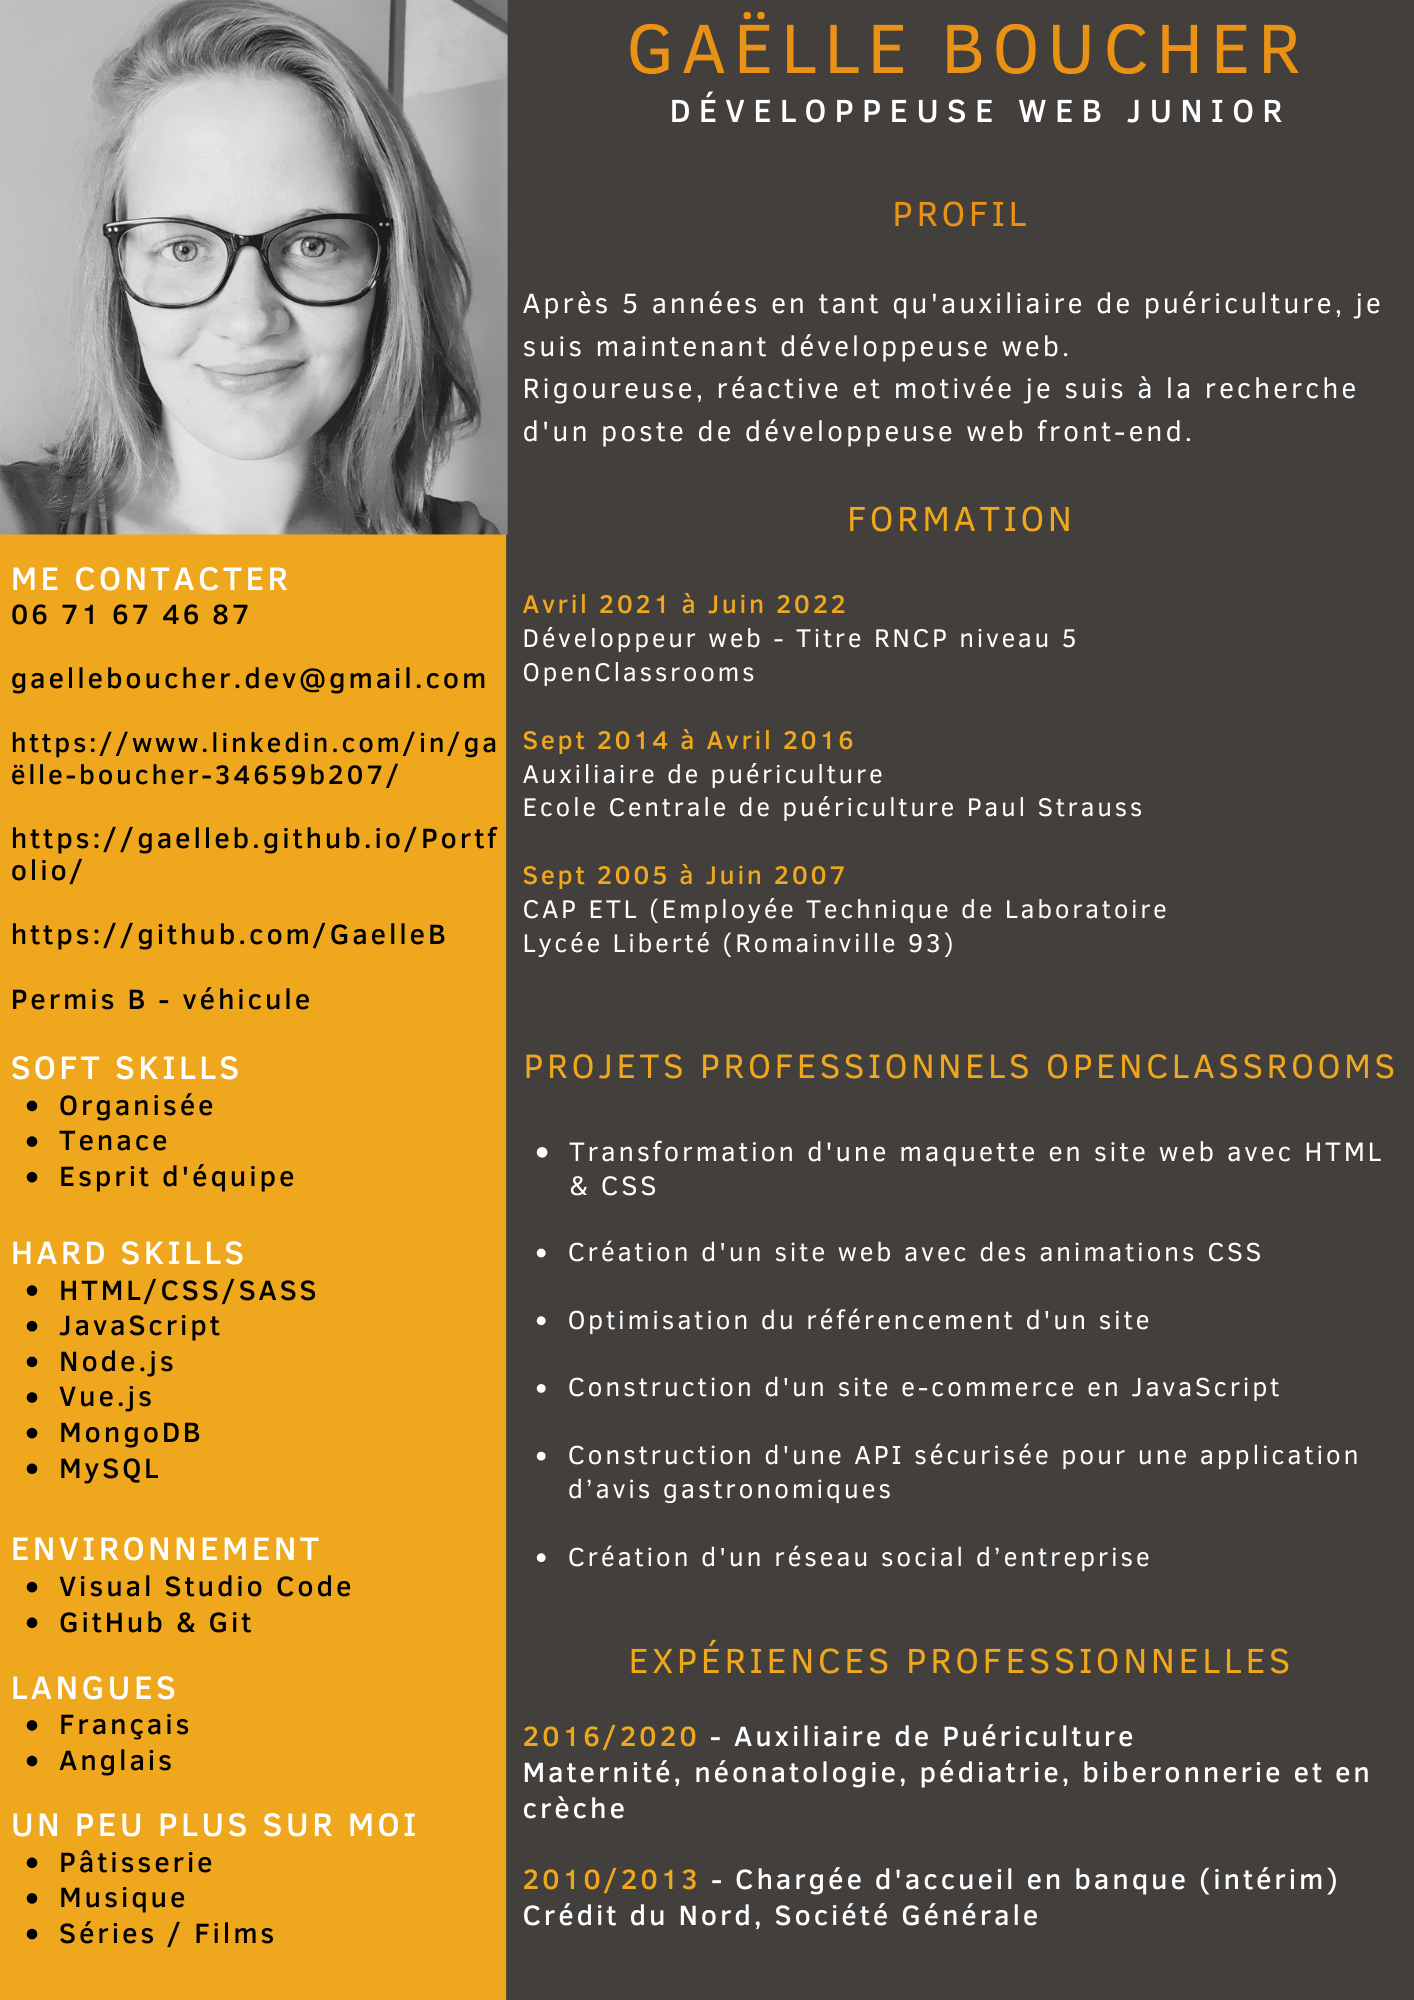 GAËLLE BOUCHER
DÉVELOPPEUSE WEB JUNIOR
ME CONTACTER
06 71 67 46 87
gaelleboucher.dev@gmail.com
https://www.linkedin.com/in/ga
ëlle-boucher-34659b207/
https://gaelleb.github.io/Portf
olio/
https://github.com/GaelleB
Permis B - véhicule
SOFT SKILLS
• Organisée
• Tenace
• Esprit d'équipe
HARD SKILLS
• HTML/CSS/SASS
• JavaScript
• Node.js
• Vue.js
• MongoDB
• MySQL
ENVIRONNEMENT
• Visual Studio Code
• GitHub & Git
LANGUES
• Français
• Anglais
UN PEU PLUS SUR MOI
• Pâtisserie
• Musique
• Séries / Films
PROFIL
Après 5 années en tant qu'auxiliaire de puériculture, je
suis maintenant développeuse web.
Rigoureuse, réactive et motivée je suis à la recherche
d'un poste de développeuse web front-end.
FORMATION
Avril 2021 à Juin 2022
Développeur web - Titre RNCP niveau 5
OpenClassrooms
Sept 2014 à Avril 2016
Auxiliaire de puériculture
Ecole Centrale de puériculture Paul Strauss
Sept 2005 à Juin 2007
CAP ETL (Employée Technique de Laboratoire
Lycée Liberté (Romainville 93)
PROJETS PROFESSIONNELS OPENCLASSROOMS
• Transformation d'une maquette en site web avec HTML
& CSS
• Création d'un site web avec des animations CSS
• Optimisation du référencement d'un site
• Construction d'un site e-commerce en JavaScript
• Construction d'une API sécurisée pour une application
d’avis gastronomiques
• Création d'un réseau social d’entreprise
EXPÉRIENCES PROFESSIONNELLES
2016/2020 - Auxiliaire de Puériculture
Maternité, néonatologie, pédiatrie, biberonnerie et en
crèche
2010/2013 - Chargée d'accueil en banque (intérim)
Crédit du Nord, Société Générale